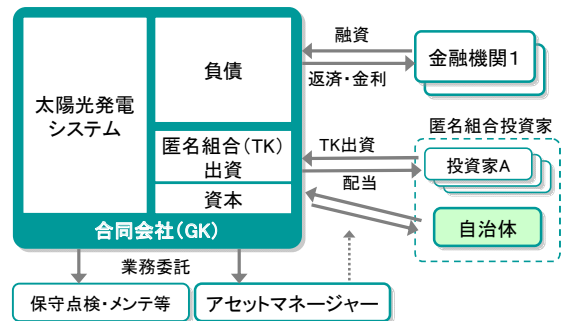 融資
負債
金融機関1
返済・金利
太陽光発電
システム
匿名組合投資家
匿名組合(TK)
出資
TK出資
投資家A
配当
資本
自治体
合同会社(GK)
業務委託
保守点検・メンテ等
アセットマネージャー